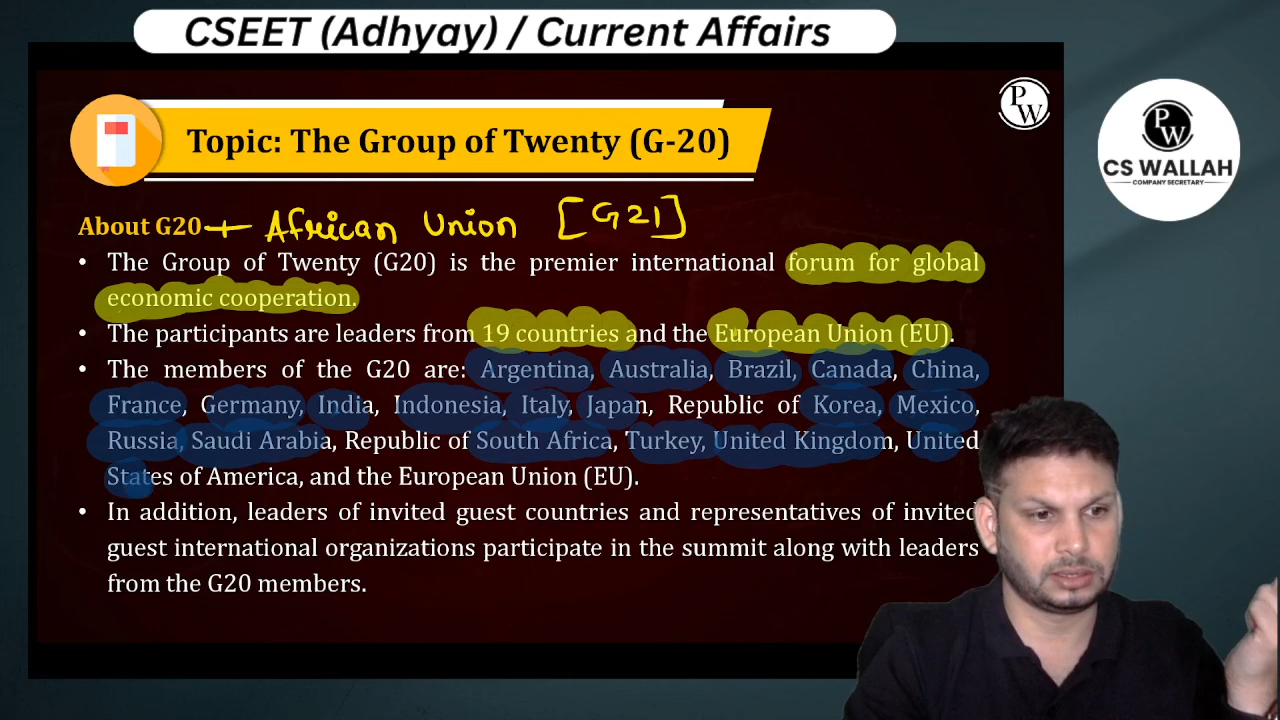 CSEET (Adhyay) / Current Affairs
PW
PW
CS WALLAH
COMPANY SECRETARY
Topic: The Group of Twenty (G-20)
About G20 + African Union [G21]
• The Group of Twenty (G20) is the premier international forum for global
economic cooperation.
• The participants are leaders from 19 countries and the European Union (EU).
• The members of the G20 are: Argentina, Australia, Brazil, Canada, China,
France, Germany, India, Indonesia, Italy, Japan, Republic of Korea, Mexico,
Russia, Saudi Arabia, Republic of South Africa, Turkey, United Kingdom, United
States of America, and the European Union (EU).
• In addition, leaders of invited guest countries and representatives of invited
guest international organizations participate in the summit along with leaders
from the G20 members.